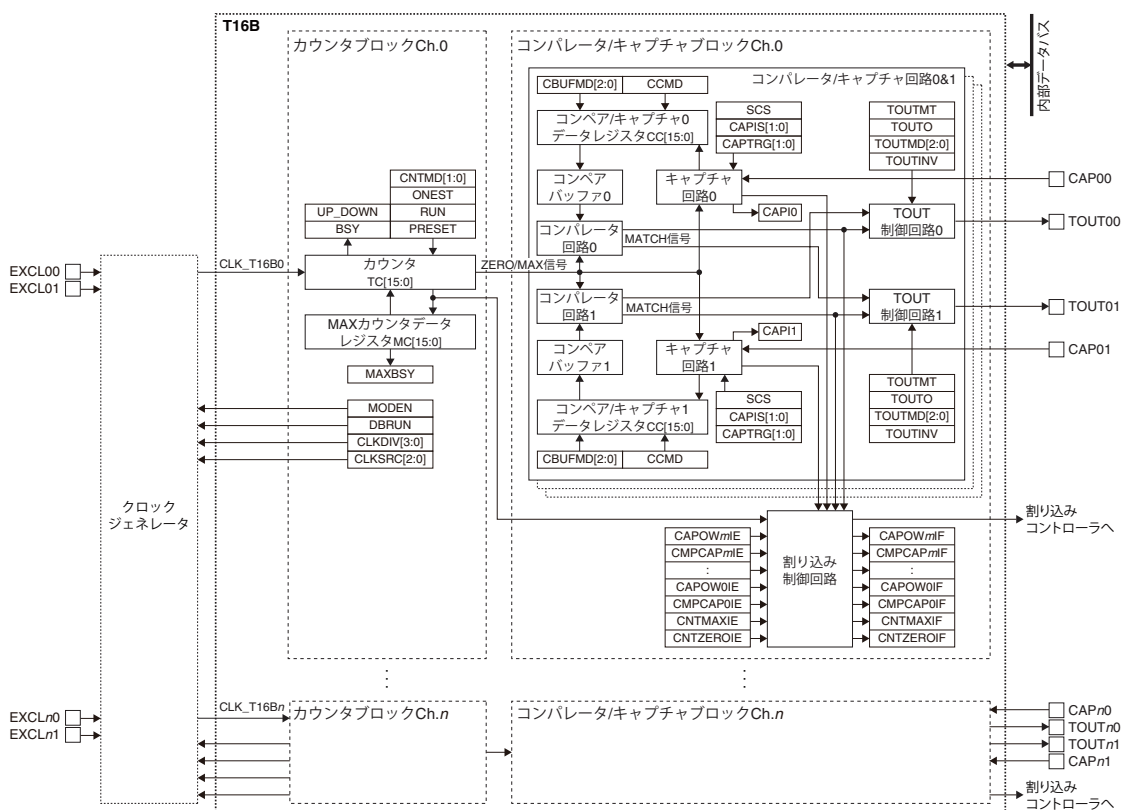 T16B
カウンタブロックCh.0
コンパレータ/キャプチャブロックCh.0
内部データバス
コンパレータ/キャプチャ回路0&1
CBUFMD[2:0]
CCMD
コンペア/キャプチャ0
データレジスタCC[15:0]
SCS
CAPIS[1:0]
CAPTRG[1:0]
TOUTMT
TOUTO
TOUTMD[2:0]
TOUTINV
コンペア
バッファ0
キャプチャ
回路0
CAPI0
CAP00
CNTMD[1:0]
ONEST
UP_DOWN
RUN
BSY
PRESET
コンパレータ
回路0
MATCH信号
TOUT
制御回路0
TOUT00
EXCL00
EXCL01
CLK_T16B0
カウンタ
TC[15:0]
ZERO/MAX信号
コンパレータ
回路1
MATCH信号
TOUT
制御回路1
TOUT01
MAXカウンタデータ
レジスタMC[15:0]
MAXBSY
コンペア
バッファ1
キャプチャ
回路1
CAPI1
CAP01
MODEN
DBRUN
CLKDIV[3:0]
CLKSRC[2:0]
コンペア/キャプチャ1
データレジスタCC[15:0]
CBUFMD[2:0]
CCMD
SCS
CAPIS[1:0]
CAPTRG[1:0]
TOUTMT
TOUTO
TOUTMD[2:0]
TOUTINV
クロック
ジェネレータ
割り込み
コントローラへ
CAPOWmIE
CMPCAPmIE
:
CAPOW0IE
CMPCAP0IE
CNTMAXIE
CNTZEROIE
割り込み
制御回路
CAPOWmIF
CMPCAPmIF
:
CAPOW0IF
CMPCAP0IF
CNTMAXIF
CNTZEROIF
EXCLn0
EXCLn1
CLK_T16Bn
カウンタブロックCh.n
コンパレータ/キャプチャブロックCh.n
CAPn0
TOUTn0
TOUTn1
CAPn1
割り込み
コントローラへ